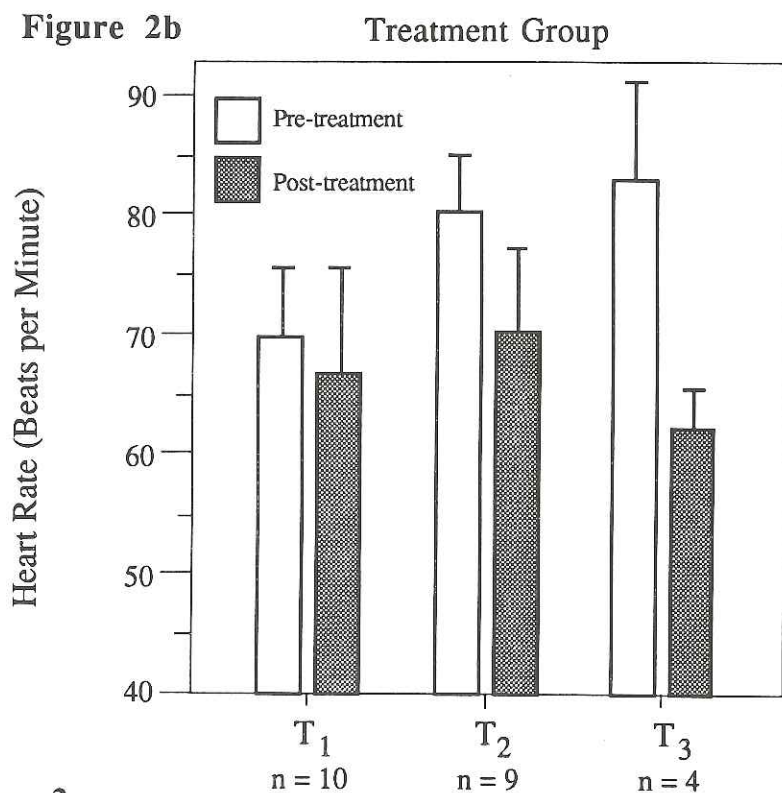 Figure 2b
Treatment Group
Heart Rate (Beats per Minute)
90
80
70
60
50
40
Pre-treatment
Post-treatment
T1 T2 T3
n = 10 n = 9 n = 4